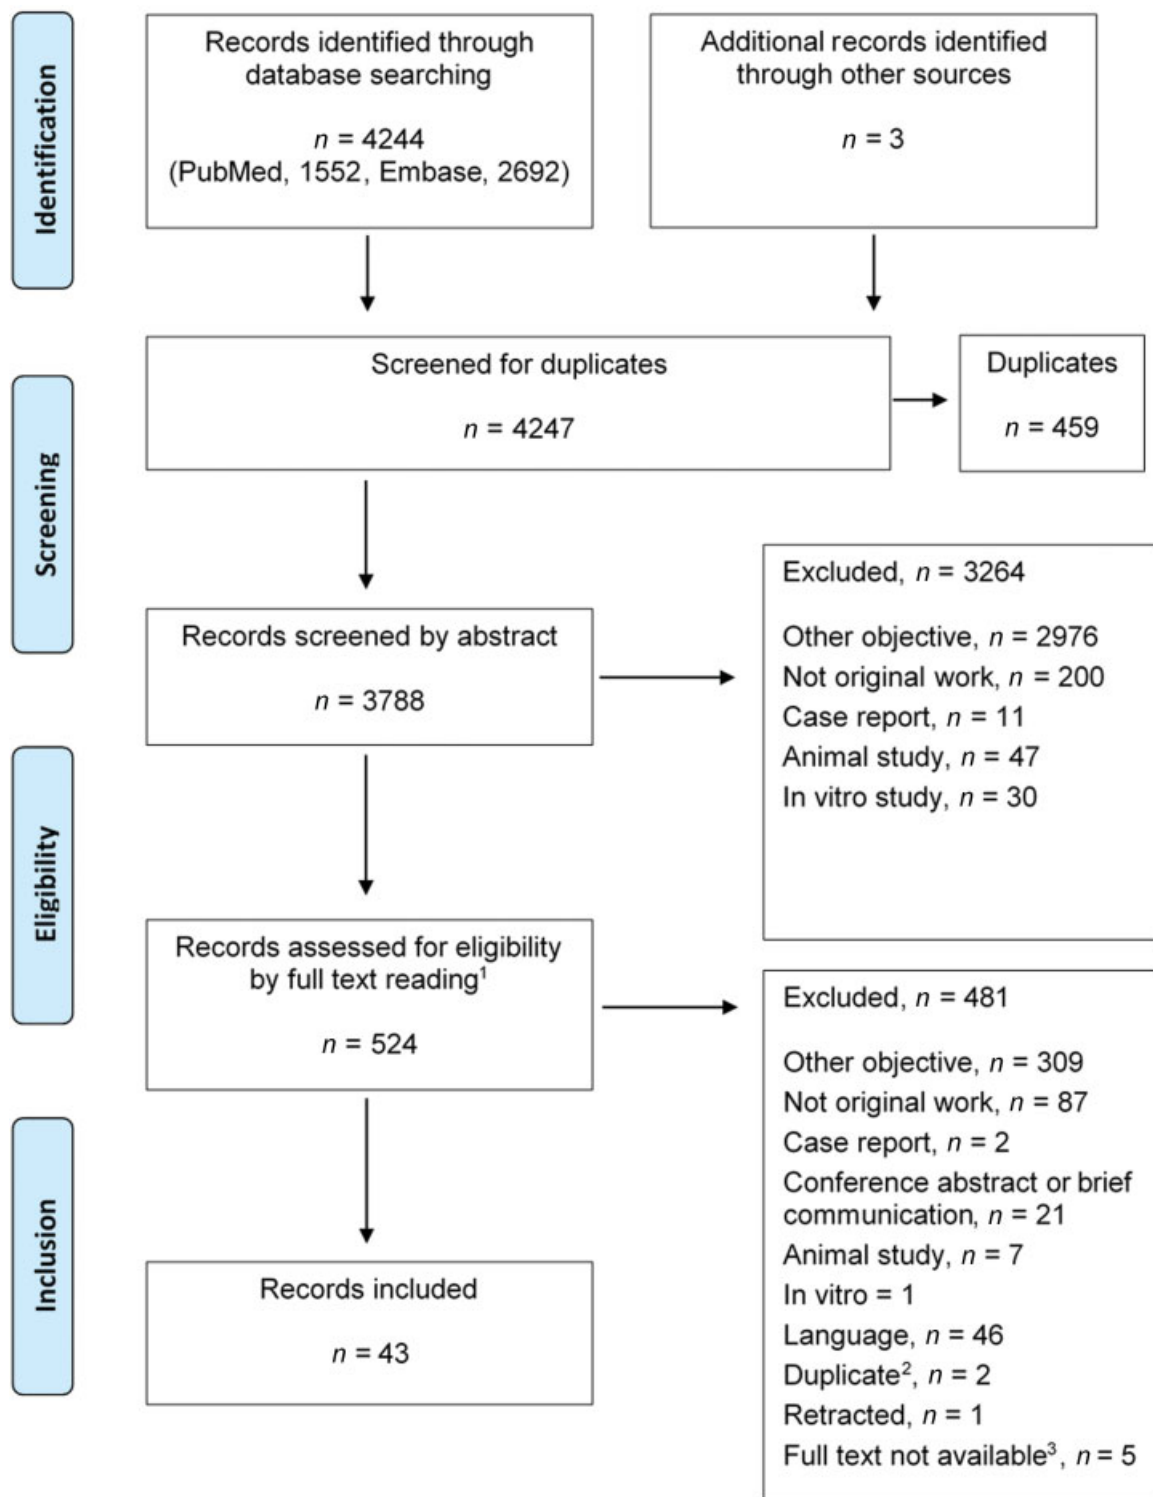 Identification
Records identified through
database searching
n = 4244
(PubMed, 1552, Embase, 2692)
Additional records identified
through other sources
n = 3
Screening
Screened for duplicates
n = 4247
Duplicates
n = 459
Records screened by abstract
n = 3788
Excluded, n = 3264
Other objective, n = 2976
Not original work, n = 200
Case report, n = 11
Animal study, n = 47
In vitro study, n = 30
Eligibility
Records assessed for eligibility
by full text reading¹
n = 524
Excluded, n = 481
Other objective, n = 309
Not original work, n = 87
Case report, n = 2
Conference abstract or brief
communication, n = 21
Animal study, n = 7
In vitro = 1
Language, n = 46
Duplicate², n = 2
Retracted, n = 1
Full text not available³, n = 5
Inclusion
Records included
n = 43